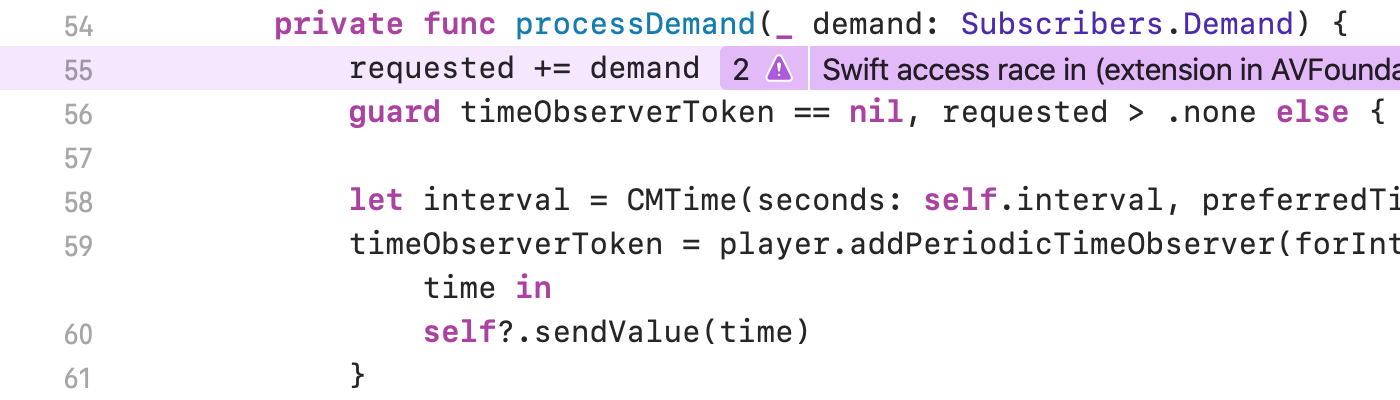 54 private func processDemand(_ demand: Subscribers.Demand) {
55 requested += demand 2 Swift access race in (extension in AVFounda
56 guard timeObserverToken == nil, requested > .none else {
57
58 let interval = CMTime(seconds: self.interval, preferredTi
59 timeObserverToken = player.addPeriodicTimeObserver(forInt
time in
60 self?.sendValue(time)
61 }